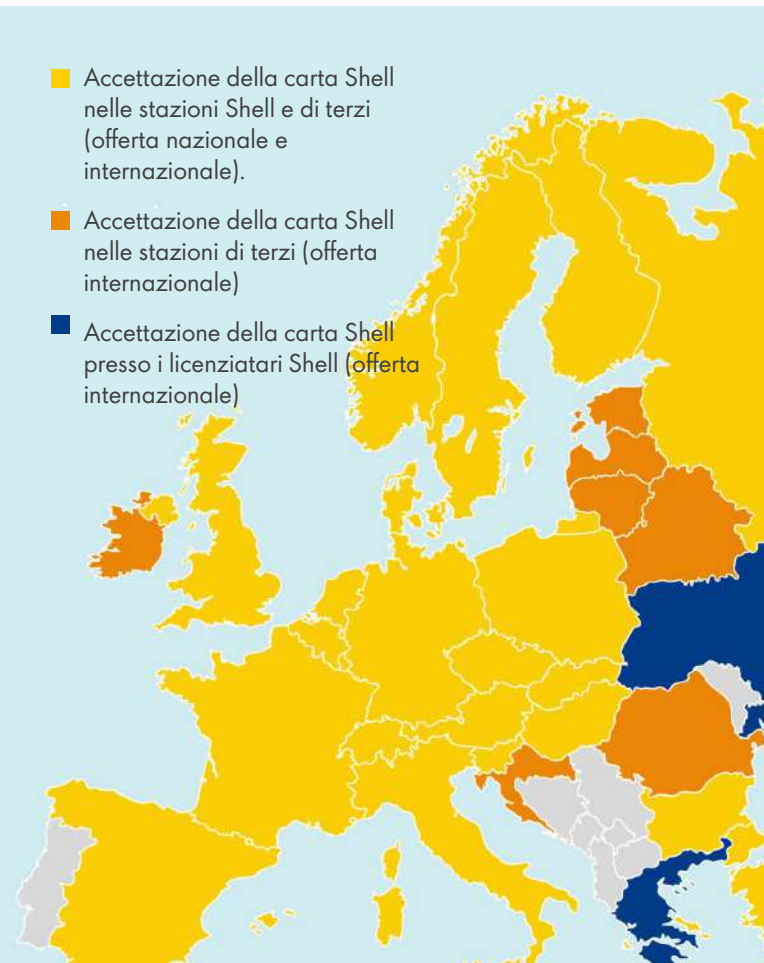 Accettazione della carta Shell
nelle stazioni Shell e di terzi
(offerta nazionale e
internazionale).
Accettazione della carta Shell
nelle stazioni di terzi (offerta
internazionale)
Accettazione della carta Shell
presso i licenziatari Shell (offerta
internazionale)